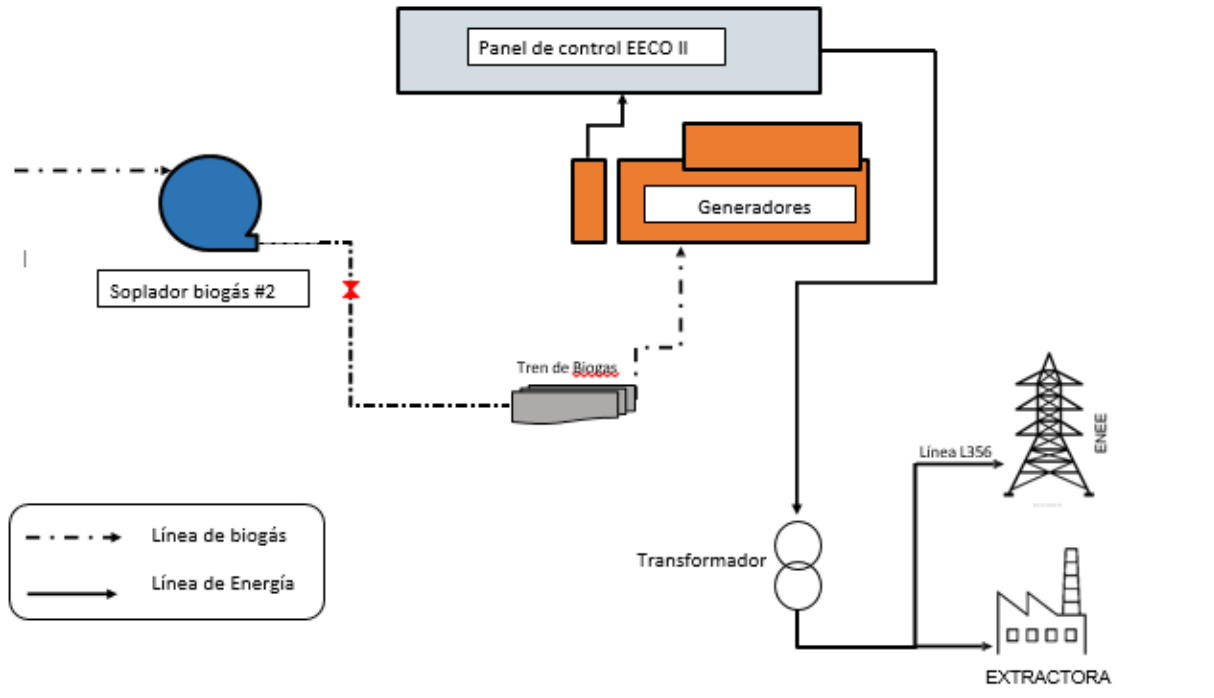 Panel de control EECO II
Generadores
Soplador biogás #2
Tren de Biogas
Línea L356
ENEE
Línea de biogás
Línea de Energía
Transformador
EXTRACTORA